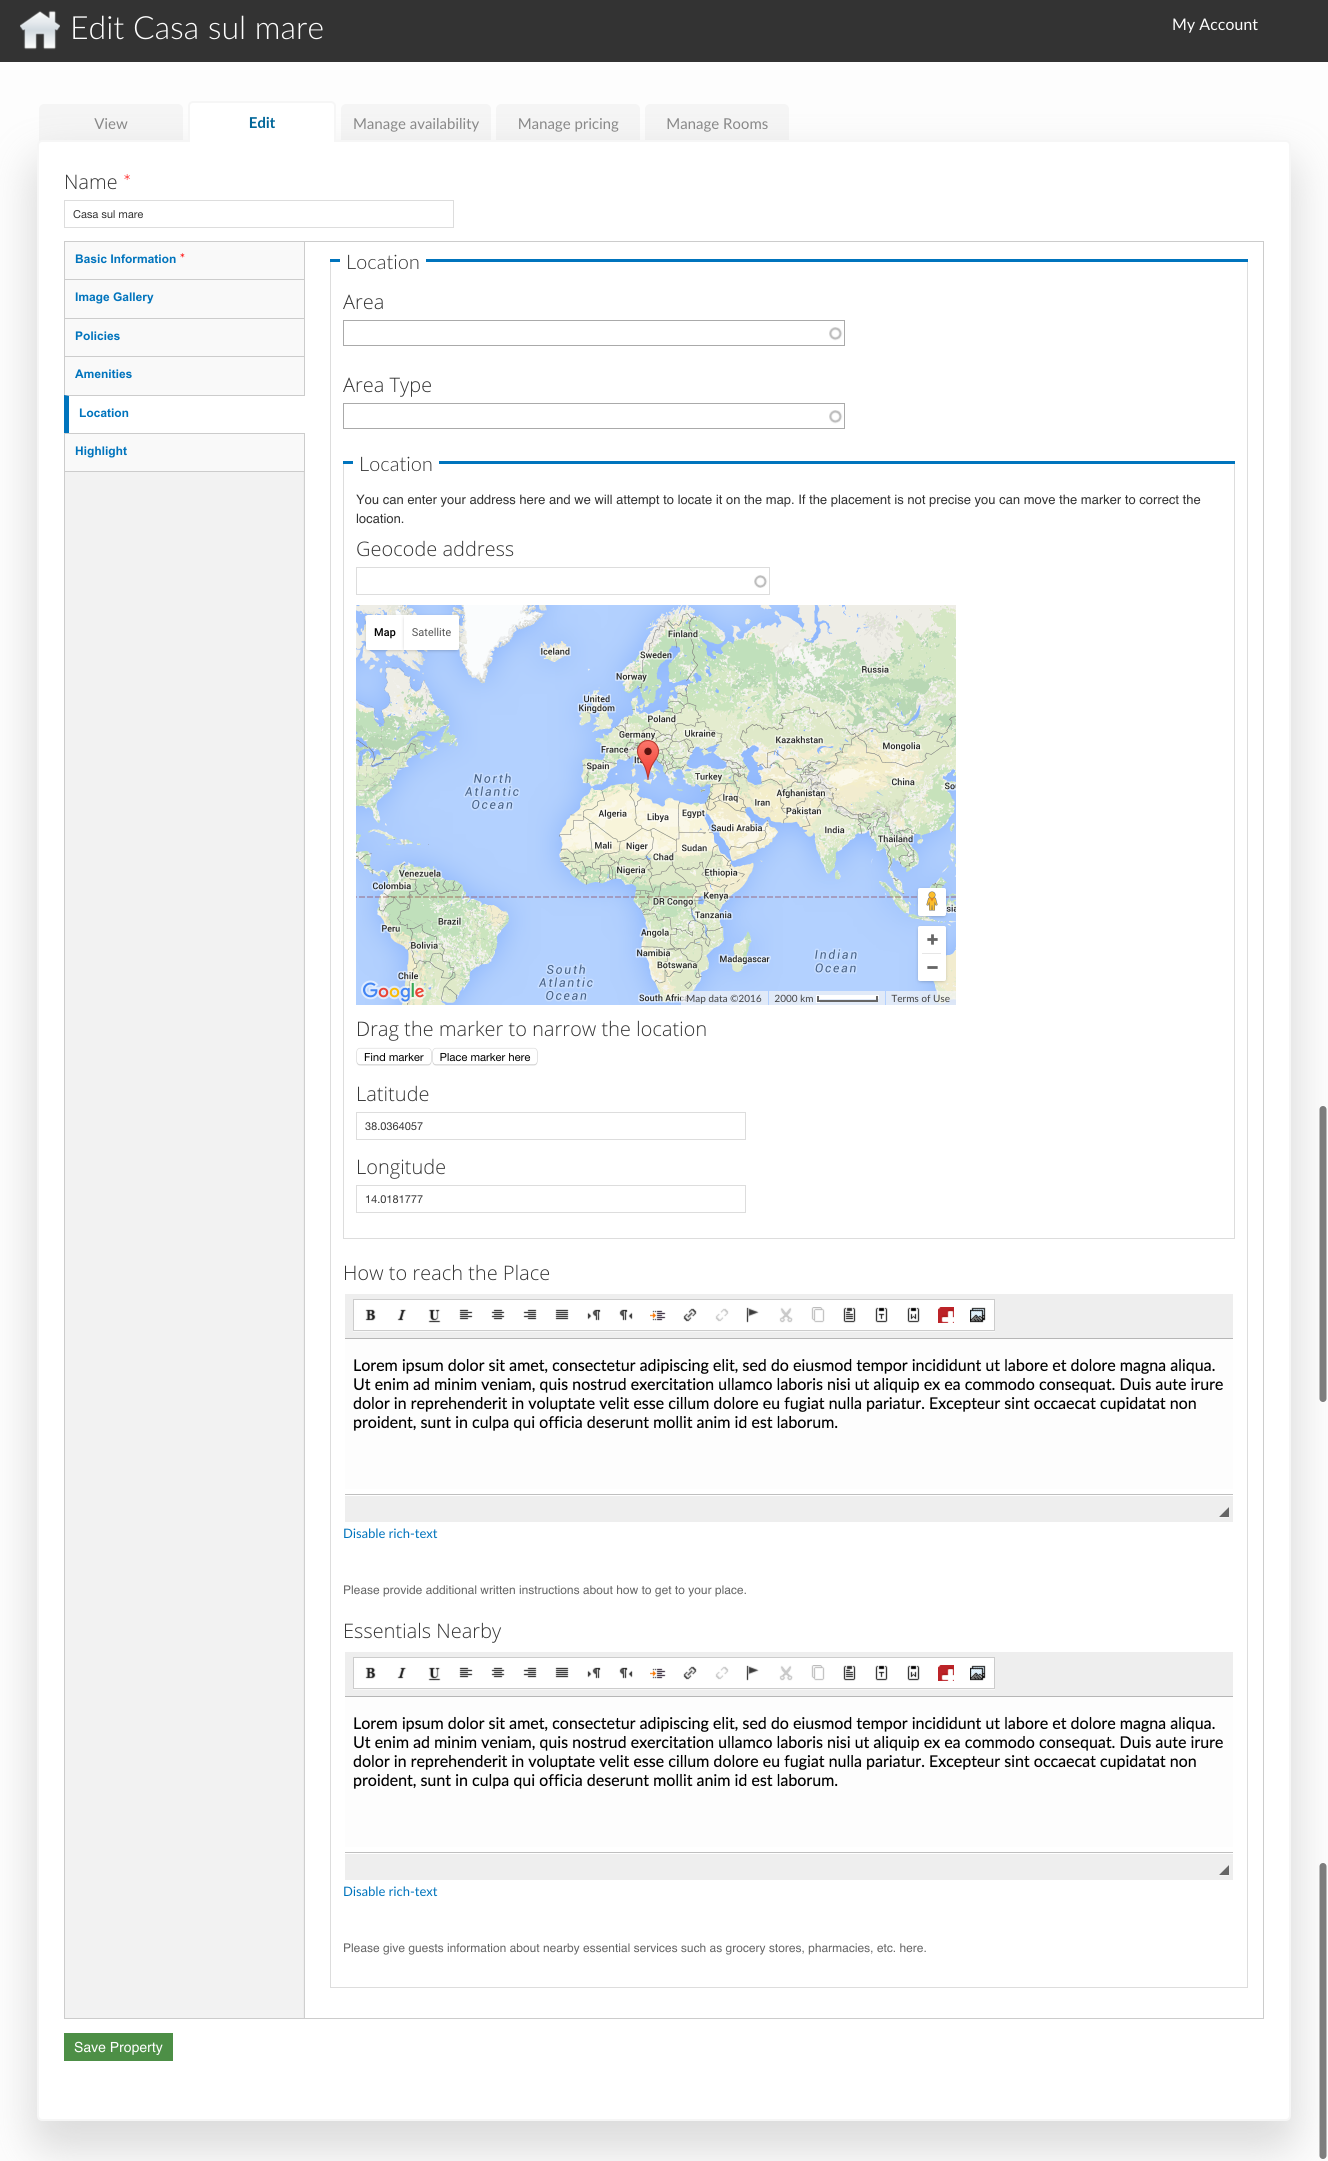 Edit Casa sul mare
My Account
View
Edit
Manage availability
Manage pricing
Manage Rooms
Name *
Casa sul mare
Basic Information *
Image Gallery
Policies
Amenities
Location
Highlight
Location
Area
Area Type
Location
You can enter your address here and we will attempt to locate it on the map. If the placement is not precise you can move the marker to correct the
location.
Geocode address
Map
Satellite
Finland
Iceland
Sweden
Russia
Norway
United
Kingdom
Poland
Germany
Ukraine
Kazakhstan
France
Mongolia
Spain
Turkey
North
Atlantic
Ocean
China
Iraq
Iran
Afghanistan
Pakistan
Algeria
Libya
Egypt
Saudi Arabia
India
Thailand
Mali
Niger
Chad
Sudan
Nigeria
Ethiopia
Venezuela
Colombia
DR Congo
Kenya
Tanzania
Brazil
Peru
Angola
Bolivia
Namibia
Botswana
Madagascar
Indian
Ocean
Chile
South
Atlantic
Ocean
Google
South Afric
Map data ©2016
2000 km
Terms of Use
Drag the marker to narrow the location
Find marker
Place marker here
Latitude
38.0364057
Longitude
14.0181777
How to reach the Place
B I U
Lorem ipsum dolor sit amet, consectetur adipiscing elit, sed do eiusmod tempor incididunt ut labore et dolore magna aliqua.
Ut enim ad minim veniam, quis nostrud exercitation ullamco laboris nisi ut aliquip ex ea commodo consequat. Duis aute irure
dolor in reprehenderit in voluptate velit esse cillum dolore eu fugiat nulla pariatur. Excepteur sint occaecat cupidatat non
proident, sunt in culpa qui officia deserunt mollit anim id est laborum.
Disable rich-text
Please provide additional written instructions about how to get to your place.
Essentials Nearby
B I U
Lorem ipsum dolor sit amet, consectetur adipiscing elit, sed do eiusmod tempor incididunt ut labore et dolore magna aliqua.
Ut enim ad minim veniam, quis nostrud exercitation ullamco laboris nisi ut aliquip ex ea commodo consequat. Duis aute irure
dolor in reprehenderit in voluptate velit esse cillum dolore eu fugiat nulla pariatur. Excepteur sint occaecat cupidatat non
proident, sunt in culpa qui officia deserunt mollit anim id est laborum.
Disable rich-text
Please give guests information about nearby essential services such as grocery stores, pharmacies, etc. here.
Save Property